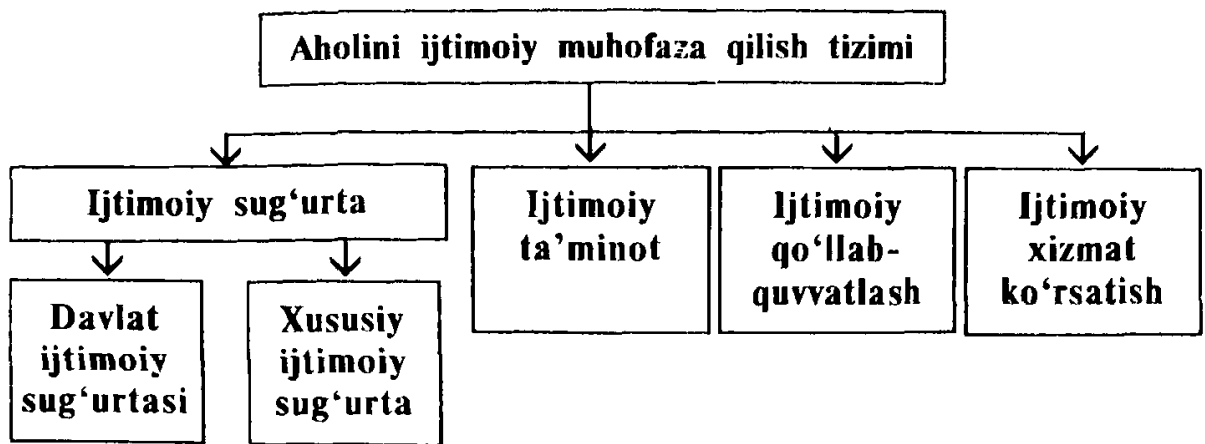 Aholini ijtimoiy muhofaza qilish tizimi
Ijtimoiy sug‘urta
Davlat
ijtimoiy
sug‘urtasi
Xususiy
ijtimoiy
sug‘urta
Ijtimoiy
ta’minot
Ijtimoiy
qo‘llab-
quvvatlash
Ijtimoiy
xizmat
ko‘rsatish